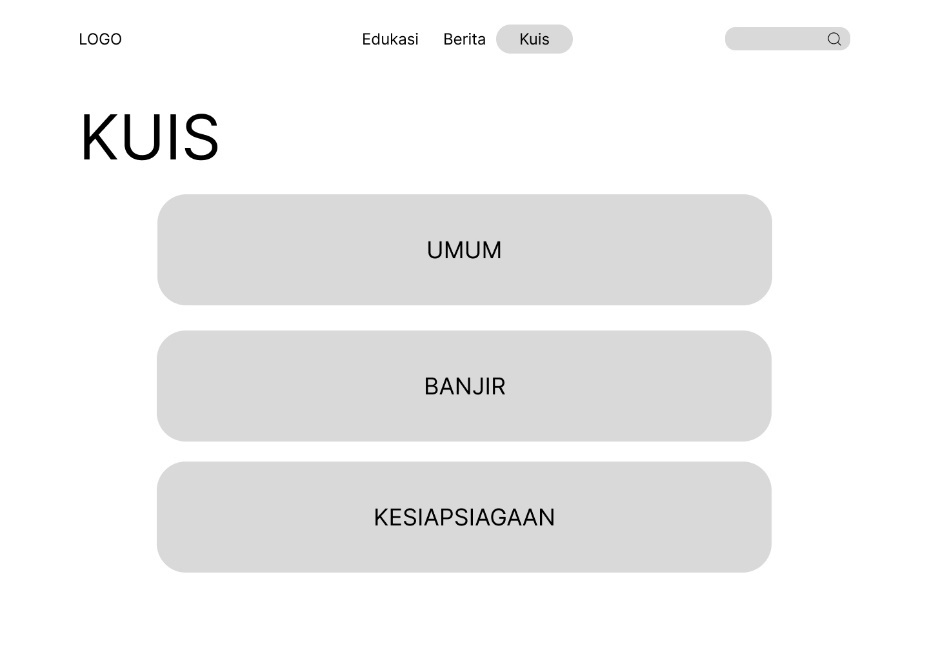 LOGO Edukasi Berita Kuis
KUIS
UMUM
BANJIR
KESIAPSIAGAAN